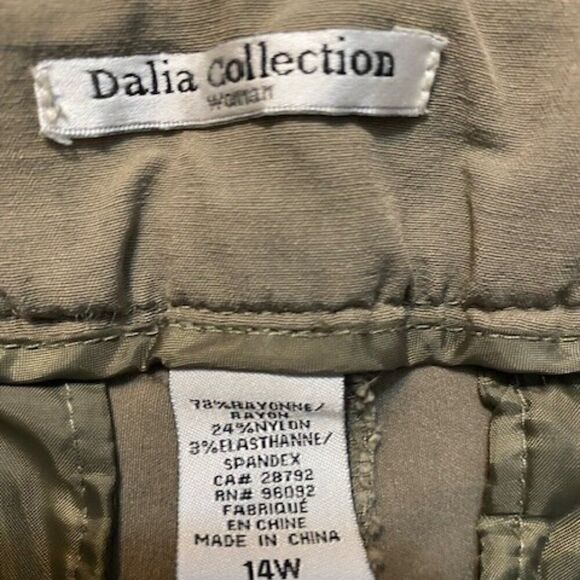 Dalia Collection
Woman
73%RAYONNE/
RAYON
24%NYLON
3%ELASTHANNE/
SPANDEX
CA# 28792
RN# 96092
FABRIQUÉ
EN CHINE
MADE IN CHINA
14W